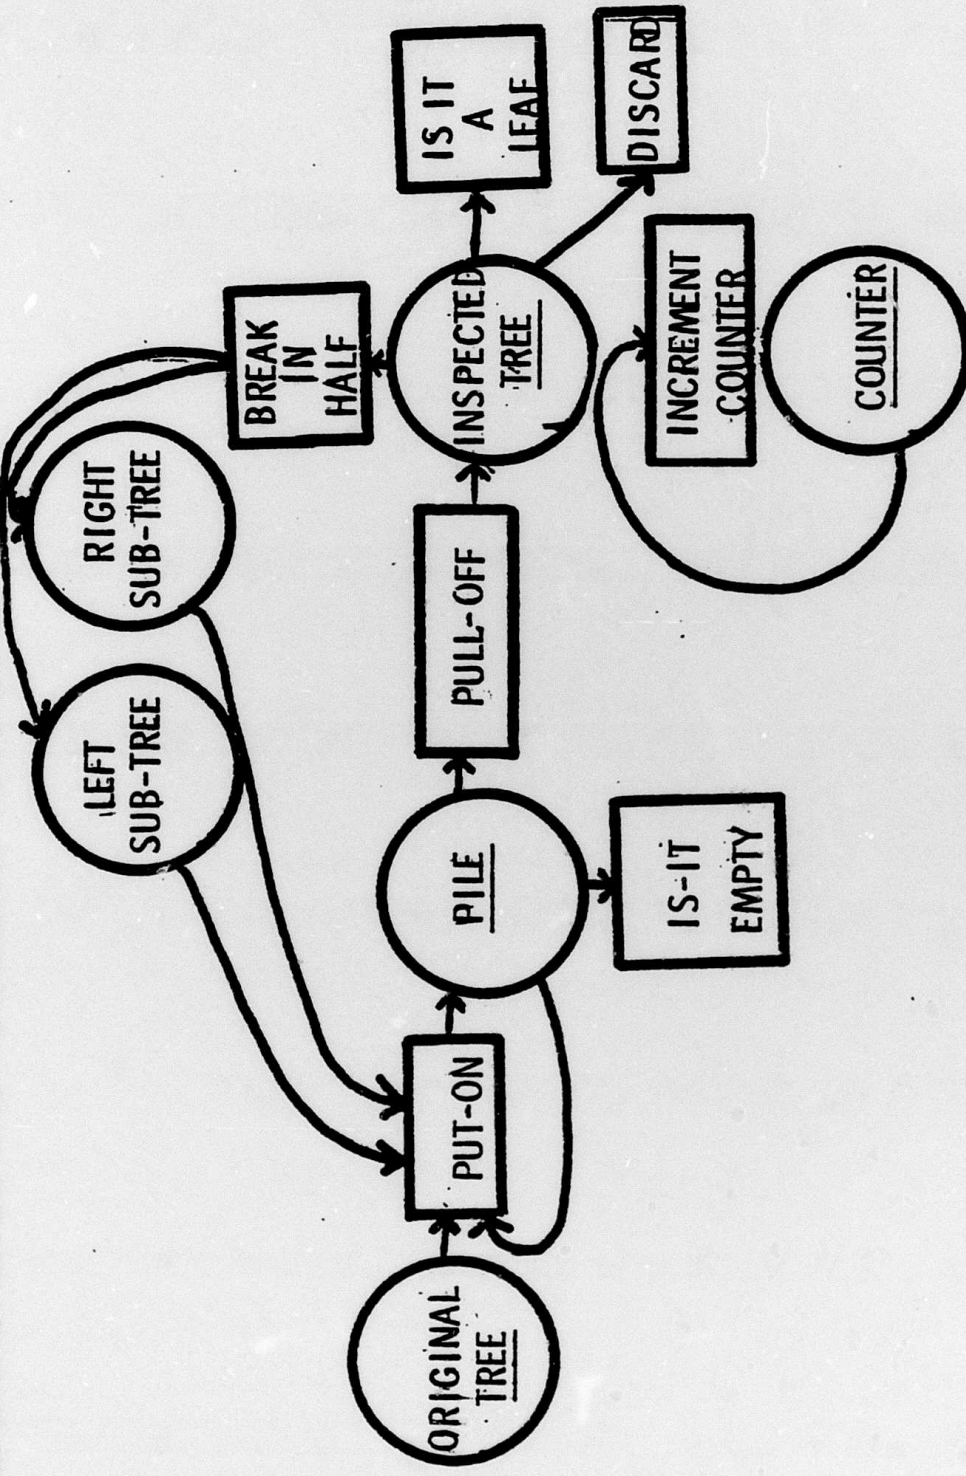 LEFT
SUB-TREE
RIGHT
SUB-TREE
BREAK
IN
HALF
ORIGINAL
TREE
PUT-ON
PILE
PULL-OFF
INSPECTED
TREE
IS IT
A
LEAF
IS-IT
EMPTY
DISCARD
INCREMENT
COUNTER
COUNTER